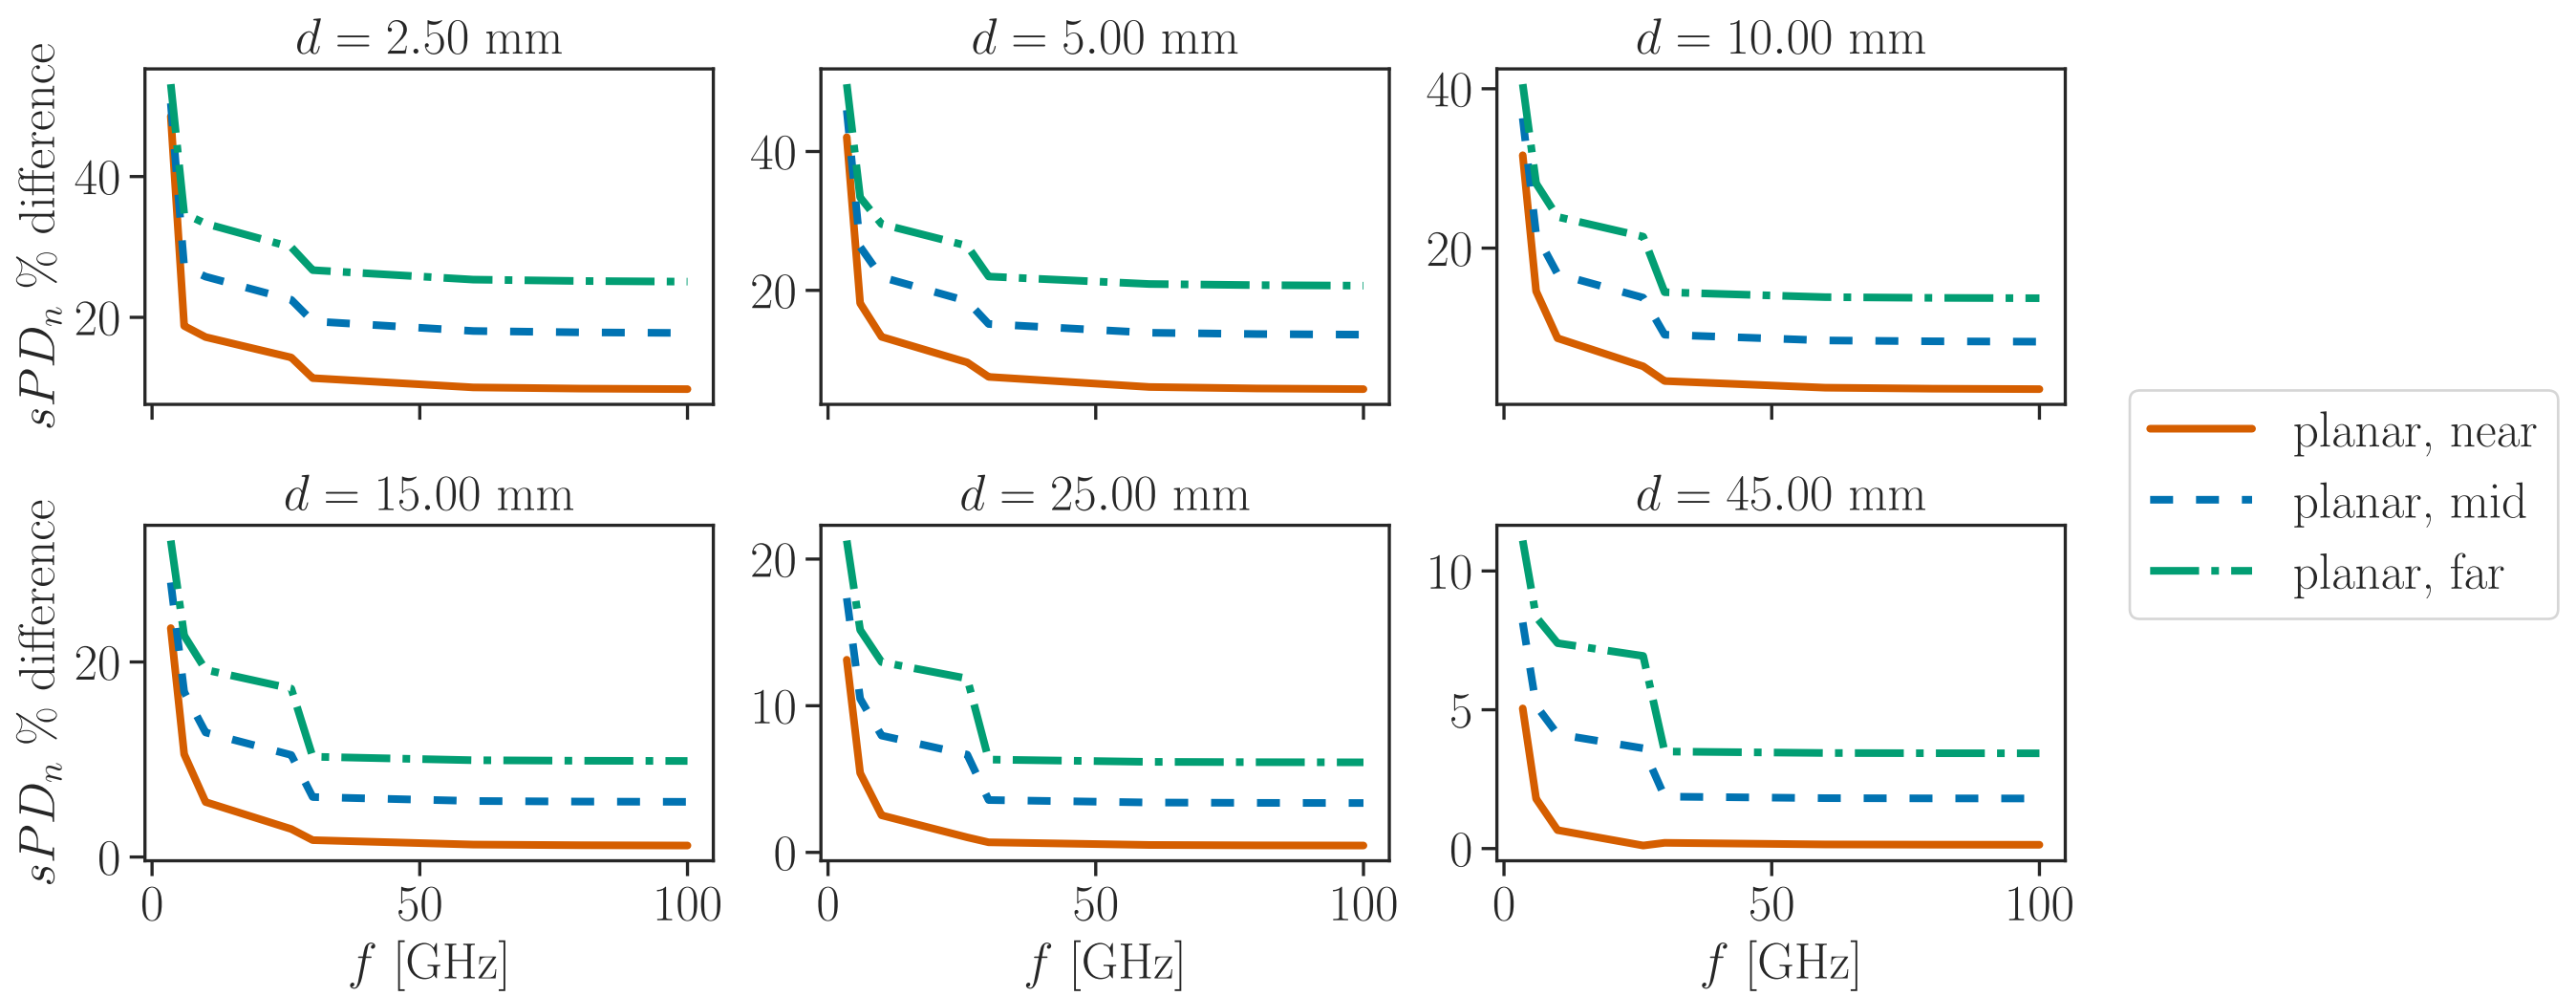 d = 2.50 mm
d = 5.00 mm
d = 10.00 mm
sPDₙ % difference
40
20
40
20
40
20
d = 15.00 mm
d = 25.00 mm
d = 45.00 mm
sPDₙ % difference
20
0
20
10
0
10
5
0
0 50 100
0 50 100
0 50 100
f [GHz]
f [GHz]
f [GHz]
planar, near
planar, mid
planar, far